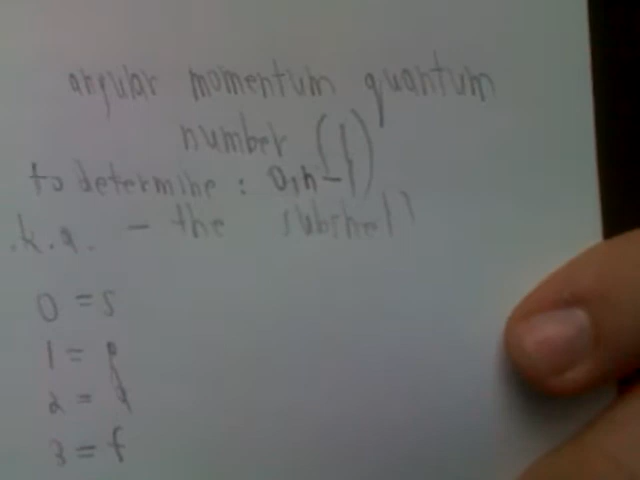 angular momentum quantum
number (l)
to determine: 0, n-1
.k.a. - the subshell
0 = s
1 = p
2 = d
3 = f